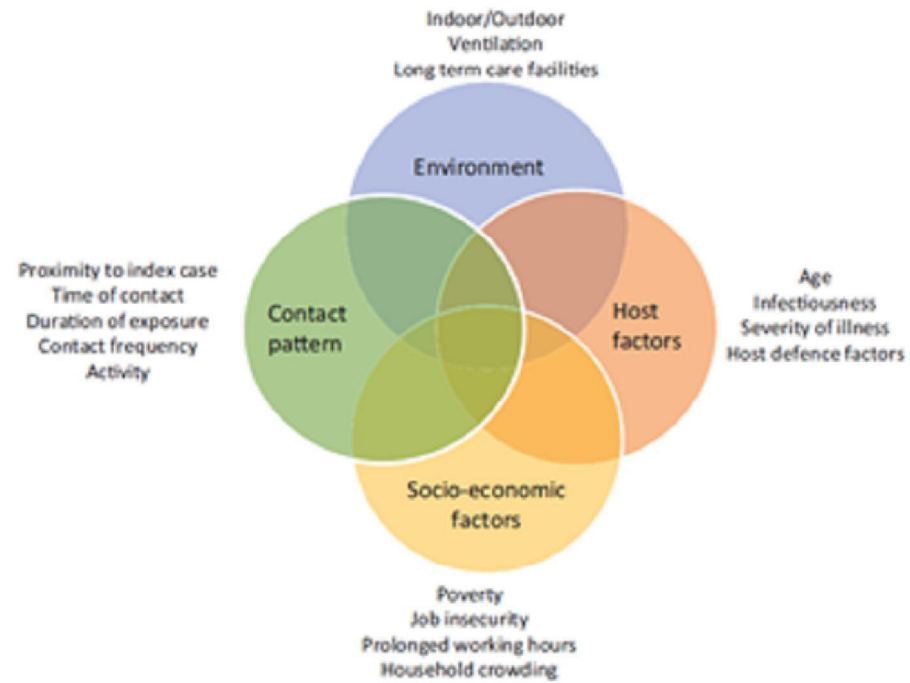 Indoor/Outdoor
Ventilation
Long term care facilities
Environment
Proximity to index case
Time of contact
Duration of exposure
Contact frequency
Activity
Contact
pattern
Host
factors
Age
Infectiousness
Severity of illness
Host defence factors
Socio-economic
factors
Poverty
Job insecurity
Prolonged working hours
Household crowding